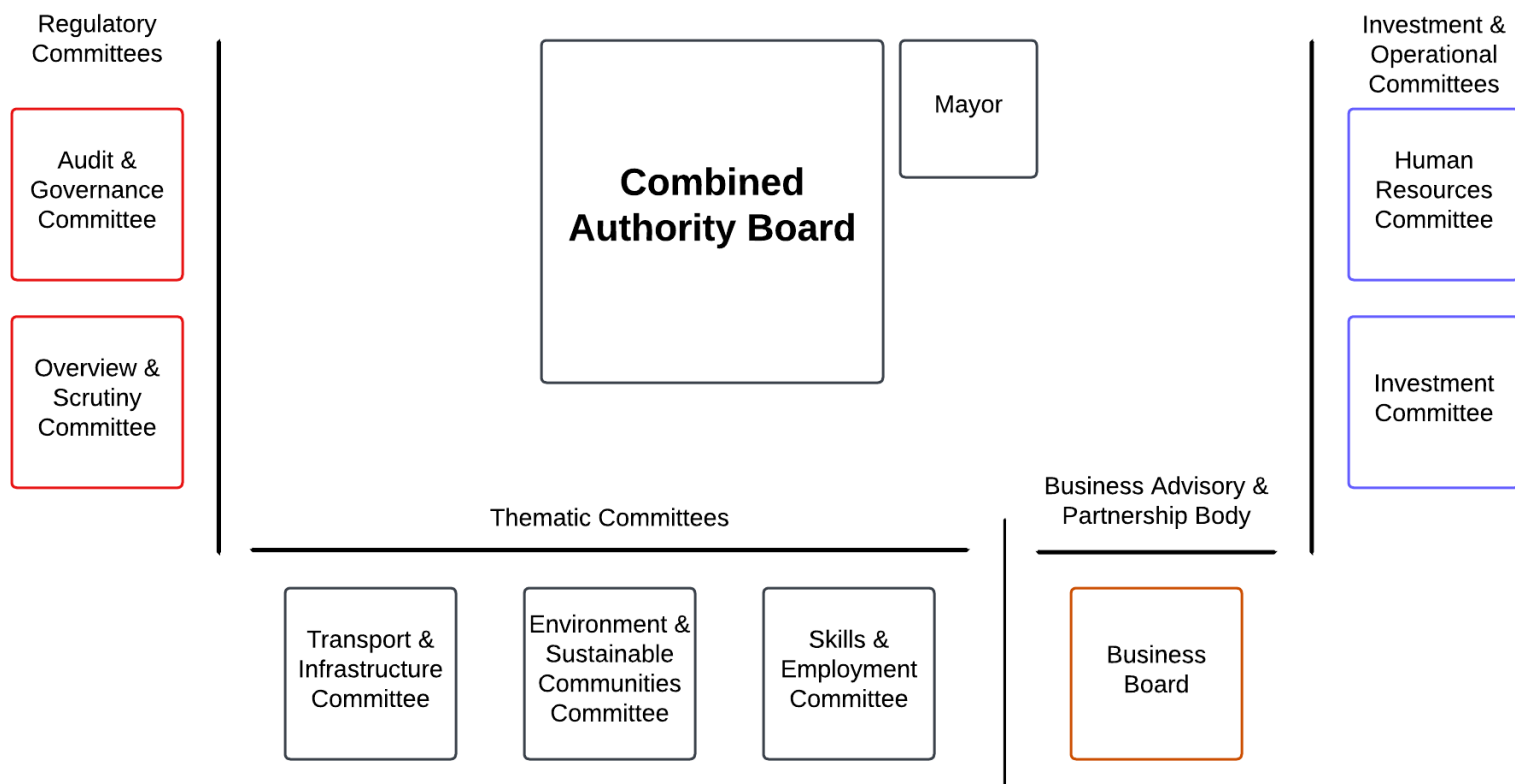 Regulatory
Committees
Audit &
Governance
Committee
Overview &
Scrutiny
Committee
Combined
Authority Board
Mayor
Investment &
Operational
Committees
Human
Resources
Committee
Investment
Committee
Thematic Committees
Transport &
Infrastructure
Committee
Environment &
Sustainable
Communities
Committee
Skills &
Employment
Committee
Business Advisory &
Partnership Body
Business
Board